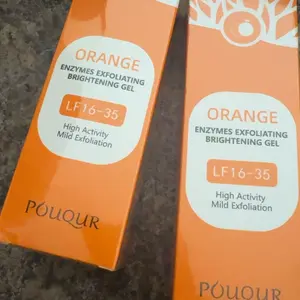 ORANGE
ENZYMES EXFOLIATING
BRIGHTENING GEL
LF16-35
High Activity
Mild Exfoliation
POUQUR
ORANGE
ENZYMES EXFOLIATING
BRIGHTENING GEL
LF16-35
High Activity
Mild Exfoliation
POUQUR